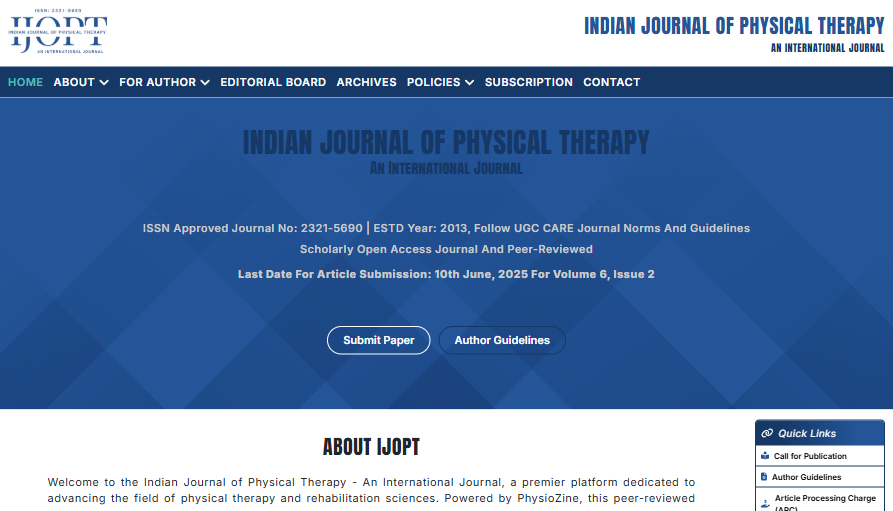 ISSN: 2321-5690
IJOPT
INDIAN JOURNAL OF PHYSICAL THERAPY
AN INTERNATIONAL JOURNAL
INDIAN JOURNAL OF PHYSICAL THERAPY
AN INTERNATIONAL JOURNAL
HOME ABOUT FOR AUTHOR EDITORIAL BOARD ARCHIVES POLICIES SUBSCRIPTION CONTACT
INDIAN JOURNAL OF PHYSICAL THERAPY
AN INTERNATIONAL JOURNAL
ISSN Approved Journal No: 2321-5690 | ESTD Year: 2013, Follow UGC CARE Journal Norms And Guidelines
Scholarly Open Access Journal And Peer-Reviewed
Last Date For Article Submission: 10th June, 2025 For Volume 6, Issue 2
Submit Paper Author Guidelines
ABOUT IJOPT
Welcome to the Indian Journal of Physical Therapy - An International Journal, a premier platform dedicated to
advancing the field of physical therapy and rehabilitation sciences. Powered by PhysioZine, this peer-reviewed
Quick Links
Call for Publication
Author Guidelines
Article Processing Charge
(APC)